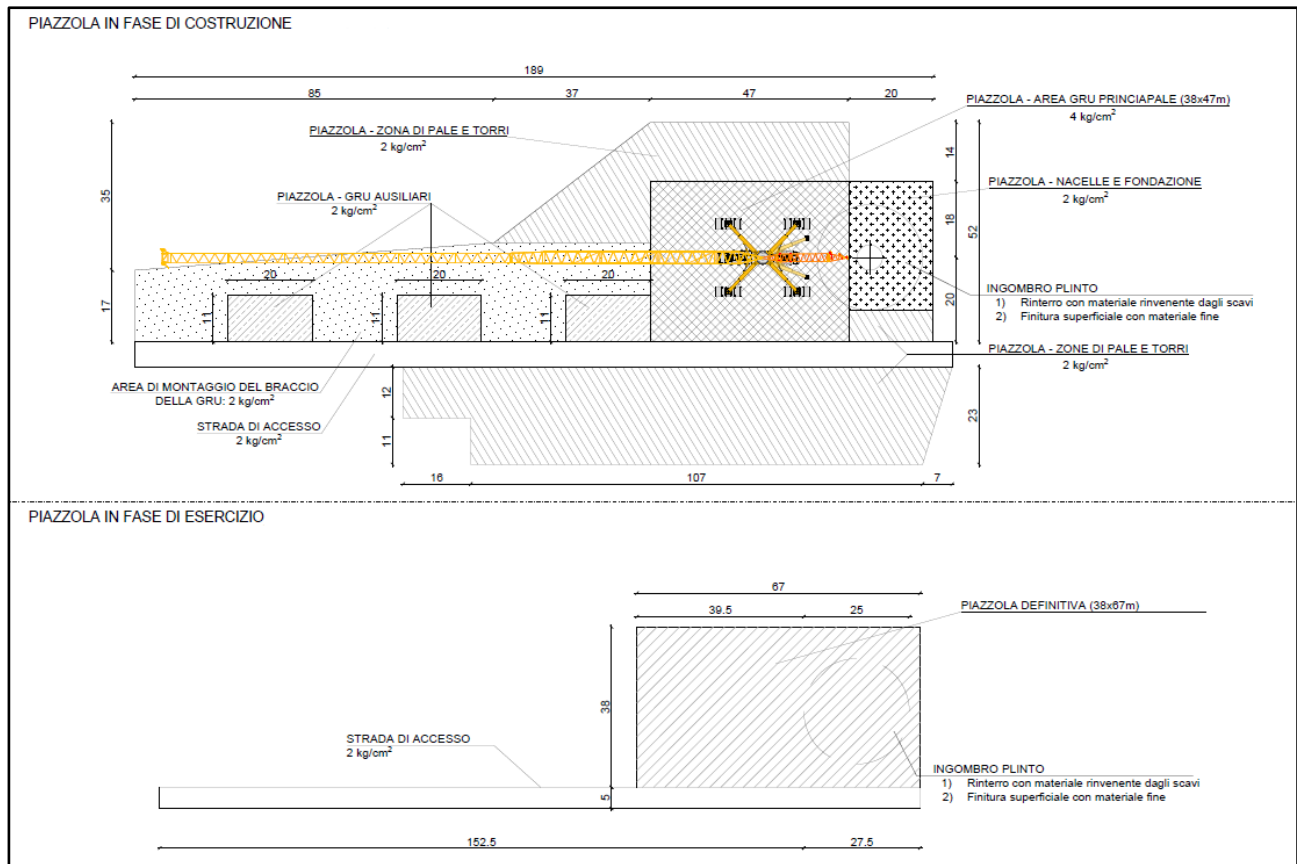 PIAZZOLA IN FASE DI COSTRUZIONE
189
85
37
47
20
PIAZZOLA - AREA GRU PRINCIAPALE (38x47m)
4 kg/cm²
PIAZZOLA - ZONA DI PALE E TORRI
2 kg/cm²
14
35
PIAZZOLA - NACELLE E FONDAZIONE
2 kg/cm²
PIAZZOLA - GRU AUSILIARI
2 kg/cm²
18
52
20
20
20
INGOMBRO PLINTO
1) Rinterro con materiale rinvenente dagli scavi
2) Finitura superficiale con materiale fine
17
11
11
11
20
PIAZZOLA - ZONE DI PALE E TORRI
2 kg/cm²
AREA DI MONTAGGIO DEL BRACCIO
DELLA GRU: 2 kg/cm²
12
STRADA DI ACCESSO
2 kg/cm²
11
23
16
107
7
PIAZZOLA IN FASE DI ESERCIZIO
67
39.5
25
PIAZZOLA DEFINITIVA (38x67m)
38
STRADA DI ACCESSO
2 kg/cm²
INGOMBRO PLINTO
1) Rinterro con materiale rinvenente dagli scavi
2) Finitura superficiale con materiale fine
5
152.5
27.5